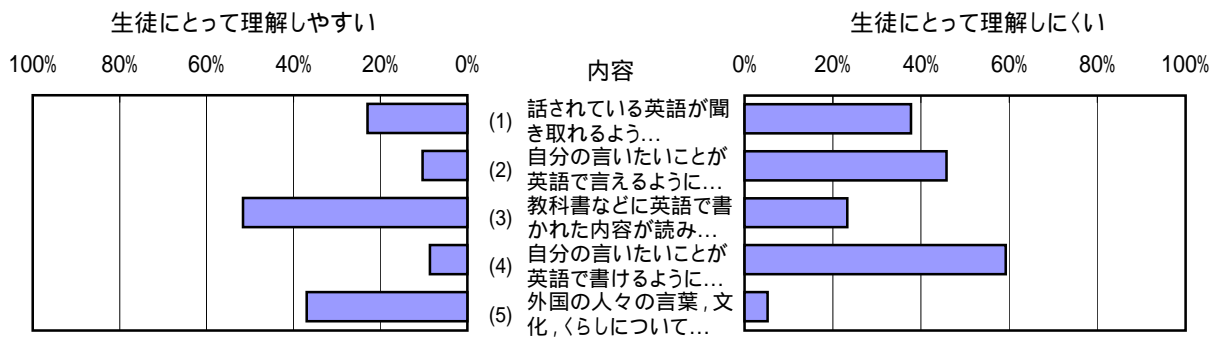 生徒にとって理解しやすい
生徒にとって理解しにくい
100% 80% 60% 40% 20% 0%
内容
0% 20% 40% 60% 80% 100%
(1) 話されている英語が聞
き取れるよう...
(2) 自分の言いたいことが
英語で言えるように...
(3) 教科書などに英語で書
かれた内容が読み...
(4) 自分の言いたいことが
英語で書けるように...
(5) 外国の人々の言葉,文
化,くらしについて...